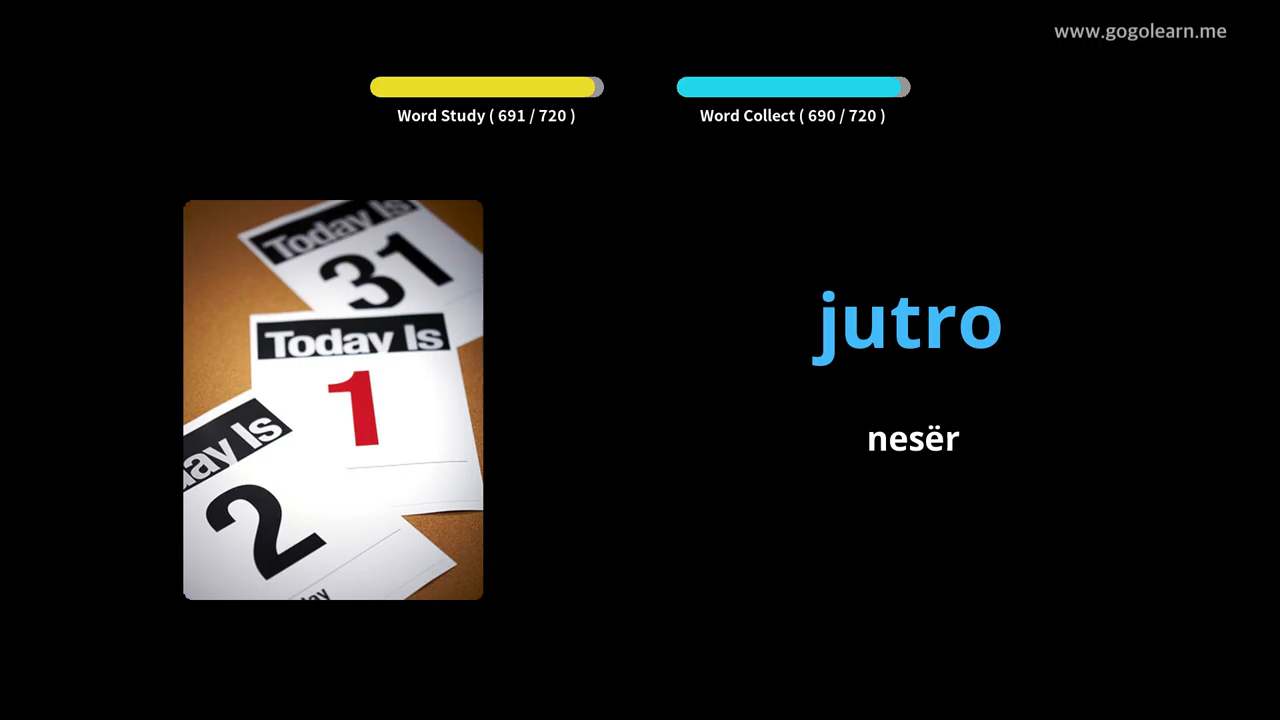 www.gogolearn.me
Word Study ( 691 / 720 )
Word Collect ( 690 / 720 )
Today Is
31
Today Is
1
ay Is
2
jutro
nesër